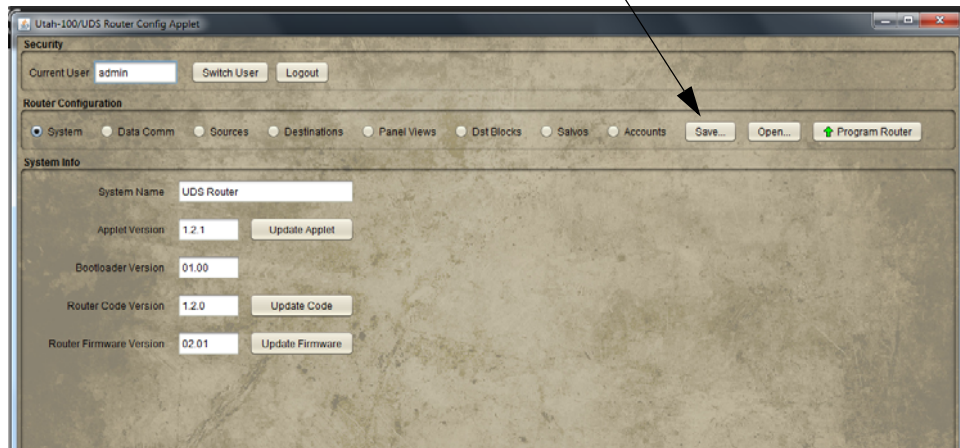 Utah-100/UDS Router Config Applet
Security
Current User admin Switch User Logout
Router Configuration
System Data Comm Sources Destinations Panel Views Dst Blocks Salvos Accounts Save... Open... Program Router
System Info
System Name UDS Router
Applet Version 1.2.1 Update Applet
Bootloader Version 01.00
Router Code Version 1.2.0 Update Code
Router Firmware Version 02.01 Update Firmware